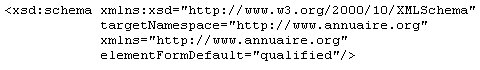 <xsd:schema xmlns:xsd="http://www.w3.org/2000/10/XMLSchema"
targetNamespace="http://www.annuaire.org"
xmlns="http://www.annuaire.org"
elementFormDefault="qualified"/>